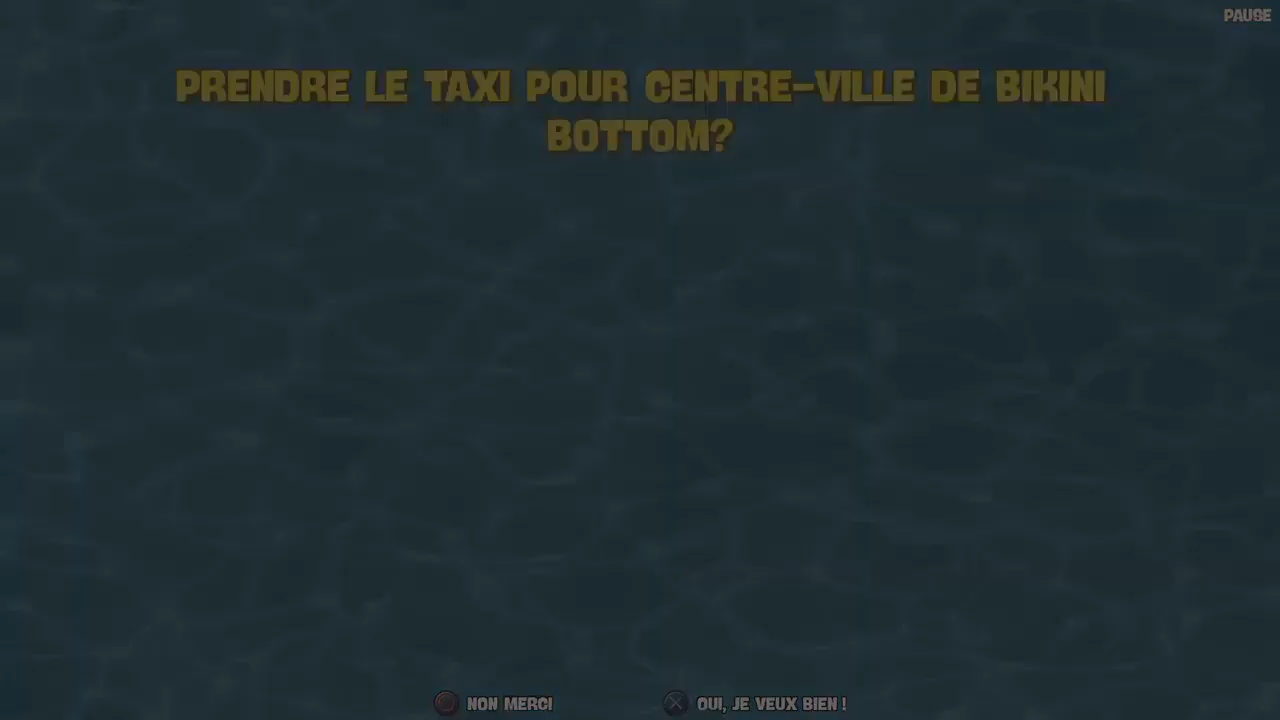 PAUSE
PRENDRE LE TAXI POUR CENTRE-VILLE DE BIKINI
BOTTOM?
NON MERCI
OUI, JE VEUX BIEN !